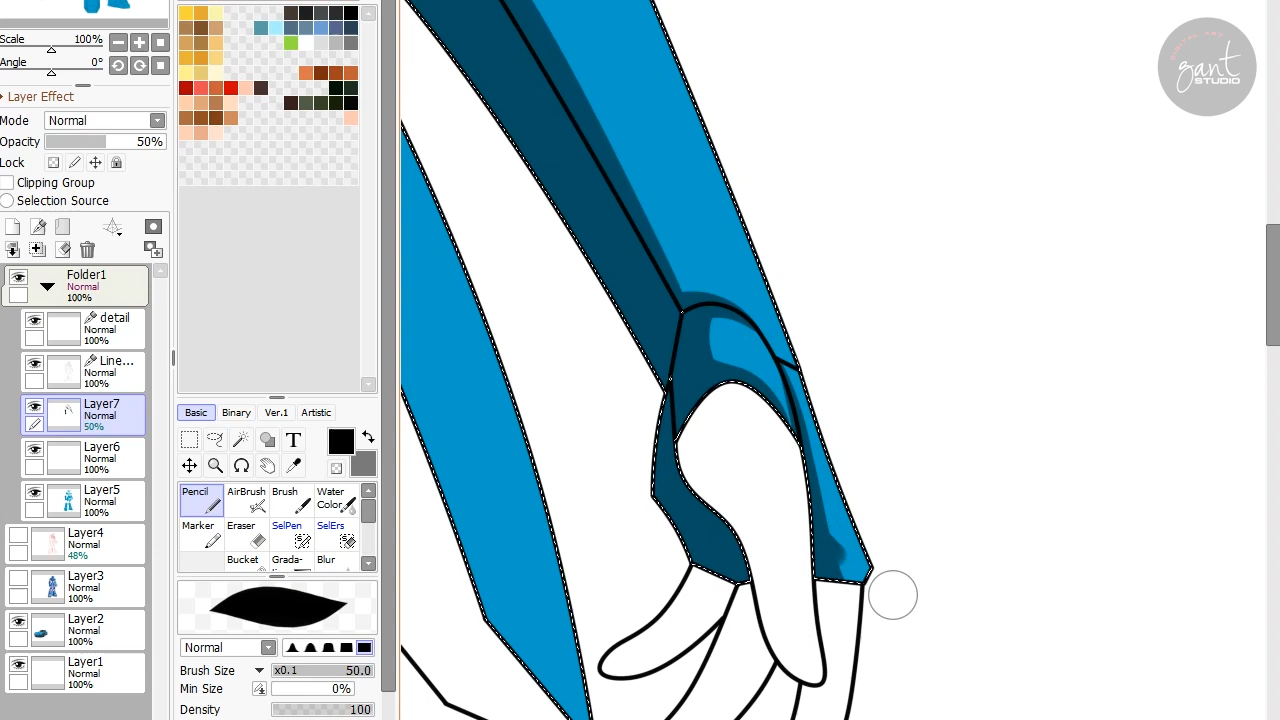 Scale 100%
Angle 0°
Layer Effect
Mode Normal
Opacity 50%
Lock
Clipping Group
Selection Source
Folder1
Normal
100%
detail
Normal
100%
Line...
Normal
100%
Layer7
Normal
50%
Layer6
Normal
100%
Layer5
Normal
100%
Layer4
Normal
48%
Layer3
Normal
100%
Layer2
Normal
100%
Layer1
Normal
100%
Basic Binary Ver.1 Artistic
T
Pencil AirBrush Brush Water
Color
Marker Eraser SelPen SelErs
Bucket Grada- Blur
Normal
Brush Size x0.1 50.0
Min Size 0%
Density 100
DIGITAL ART
gant
STUDIO